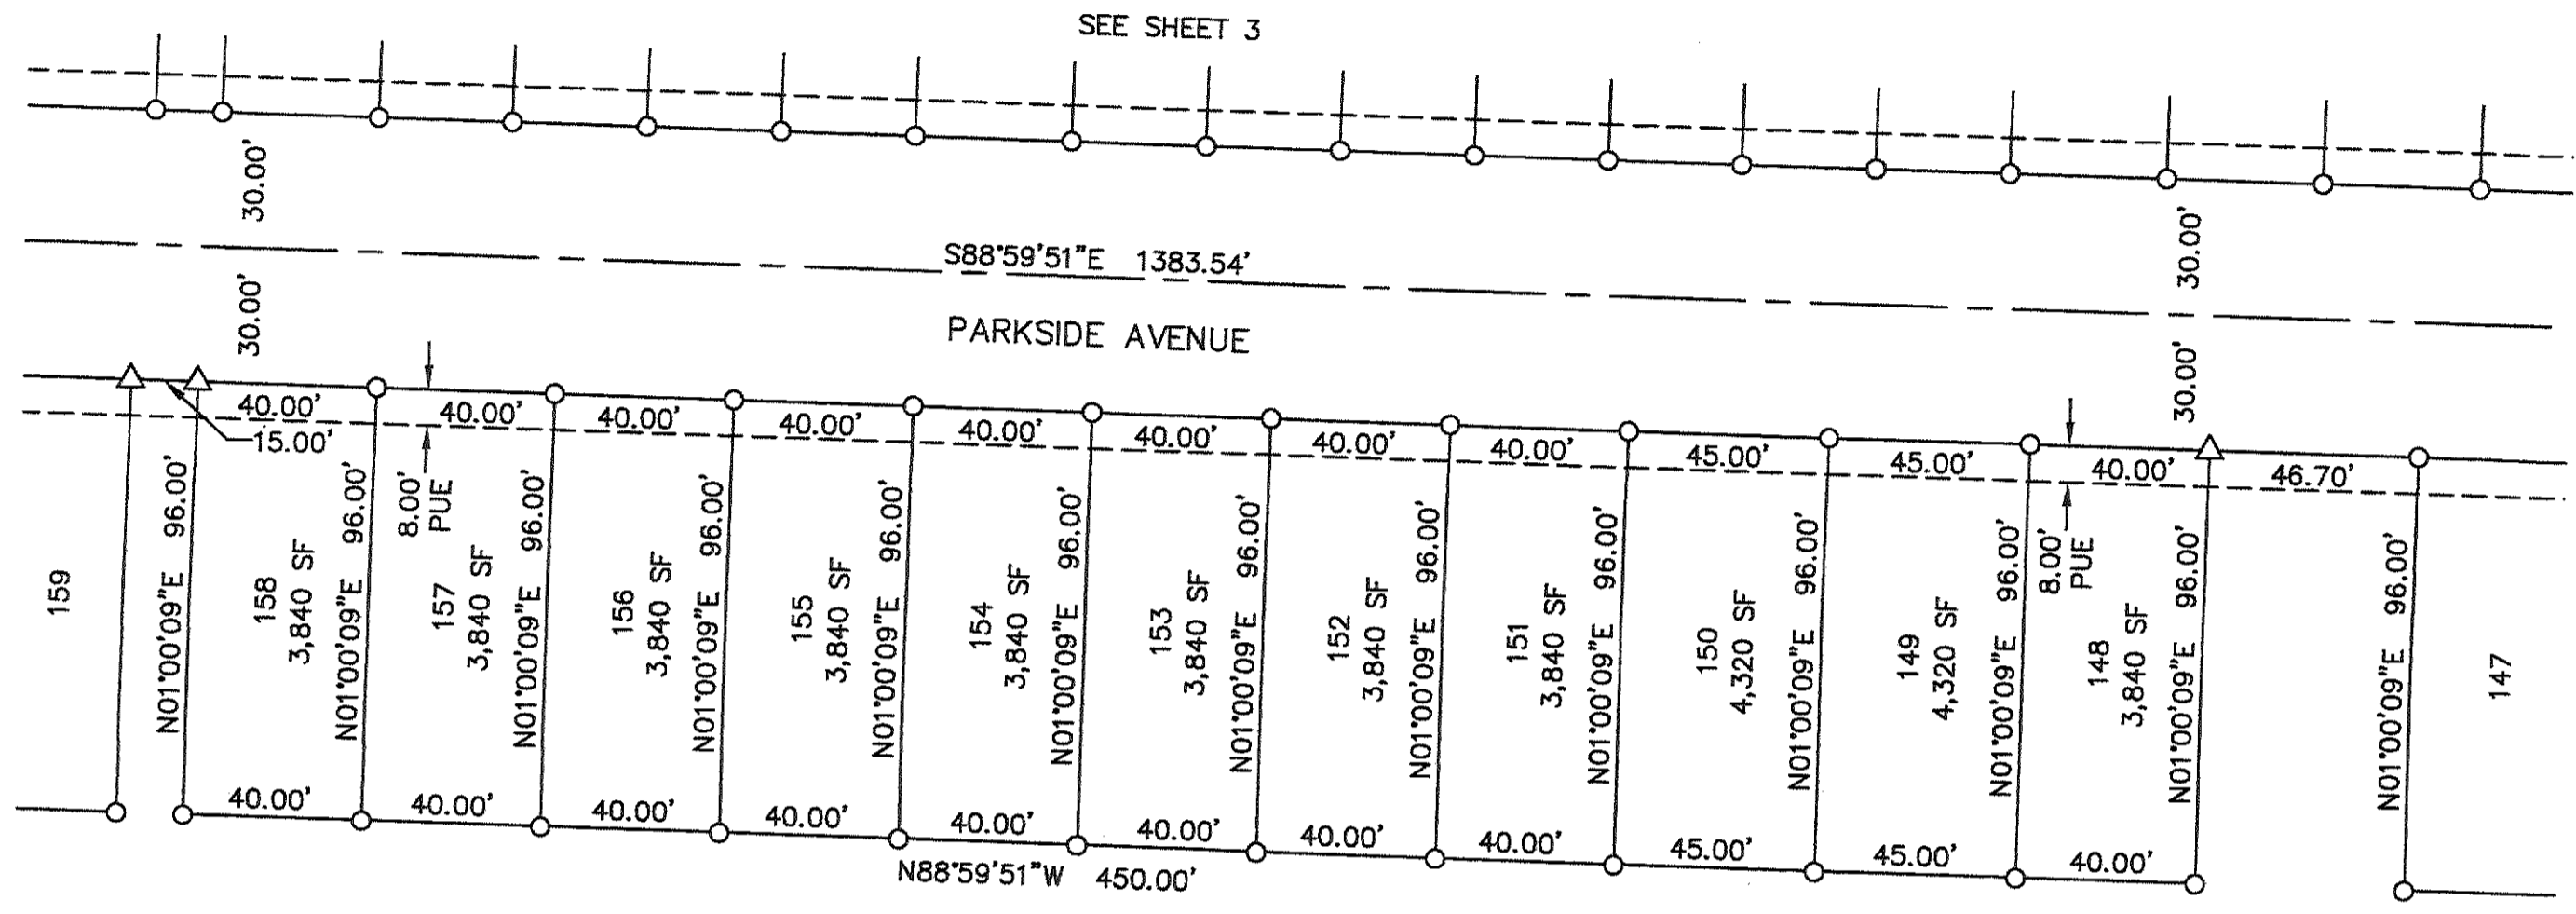 SEE SHEET 3
30.00'
30.00'
S88°59'51"E 1383.54'
PARKSIDE AVENUE
30.00'
30.00'
40.00'
40.00'
40.00'
40.00'
40.00'
40.00'
40.00'
40.00'
45.00'
45.00'
40.00'
46.70'
15.00'
8.00'
PUE
8.00'
PUE
159
N01°00'09"E 96.00'
158
3,840 SF
N01°00'09"E 96.00'
157
3,840 SF
N01°00'09"E 96.00'
156
3,840 SF
N01°00'09"E 96.00'
155
3,840 SF
N01°00'09"E 96.00'
154
3,840 SF
N01°00'09"E 96.00'
153
3,840 SF
N01°00'09"E 96.00'
152
3,840 SF
N01°00'09"E 96.00'
151
3,840 SF
N01°00'09"E 96.00'
150
4,320 SF
N01°00'09"E 96.00'
149
4,320 SF
N01°00'09"E 96.00'
148
3,840 SF
N01°00'09"E 96.00'
N01°00'09"E 96.00'
147
40.00'
40.00'
40.00'
40.00'
40.00'
40.00'
40.00'
40.00'
45.00'
45.00'
40.00'
N88°59'51"W 450.00'